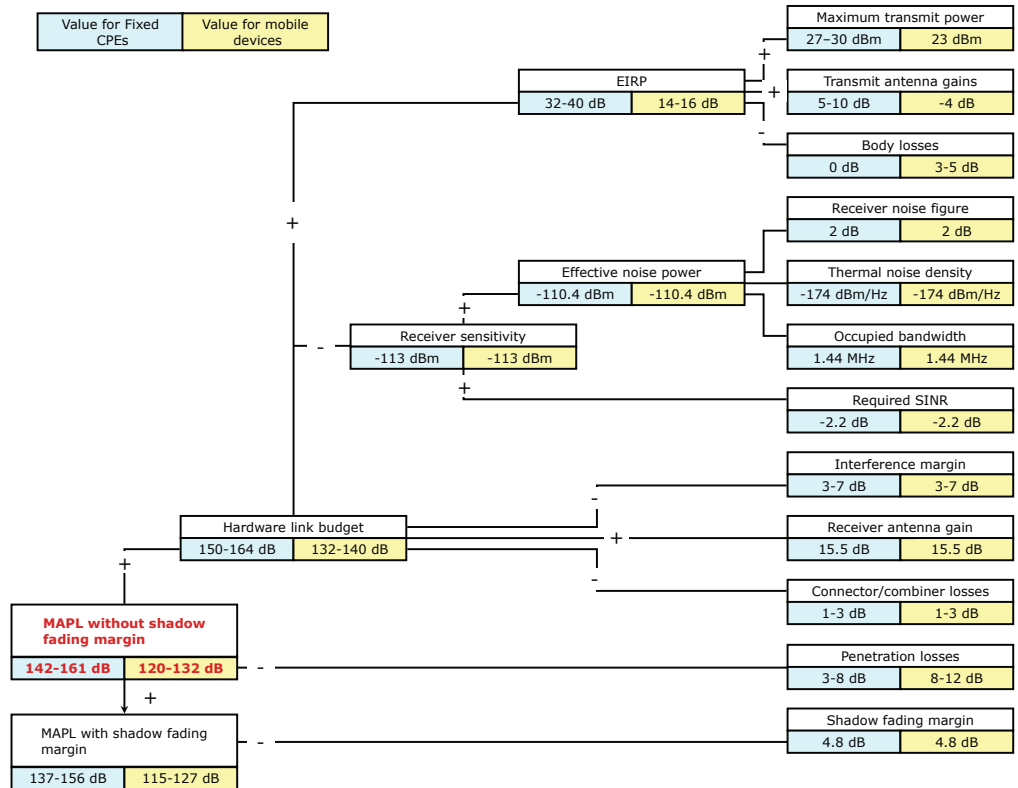 Value for Fixed CPEs
Value for mobile devices
Maximum transmit power
27–30 dBm
23 dBm
+
EIRP
32-40 dB
14-16 dB
+
Transmit antenna gains
5-10 dB
-4 dB
-
Body losses
0 dB
3-5 dB
+
Receiver noise figure
2 dB
2 dB
Effective noise power
-110.4 dBm
-110.4 dBm
Thermal noise density
-174 dBm/Hz
-174 dBm/Hz
+
Receiver sensitivity
-113 dBm
-113 dBm
-
Occupied bandwidth
1.44 MHz
1.44 MHz
+
Required SINR
-2.2 dB
-2.2 dB
Interference margin
3-7 dB
3-7 dB
-
Hardware link budget
150-164 dB
132-140 dB
+
Receiver antenna gain
15.5 dB
15.5 dB
+
-
Connector/combiner losses
1-3 dB
1-3 dB
MAPL without shadow
fading margin
142-161 dB
120-132 dB
-
Penetration losses
3-8 dB
8-12 dB
+
MAPL with shadow fading
margin
137-156 dB
115-127 dB
-
Shadow fading margin
4.8 dB
4.8 dB